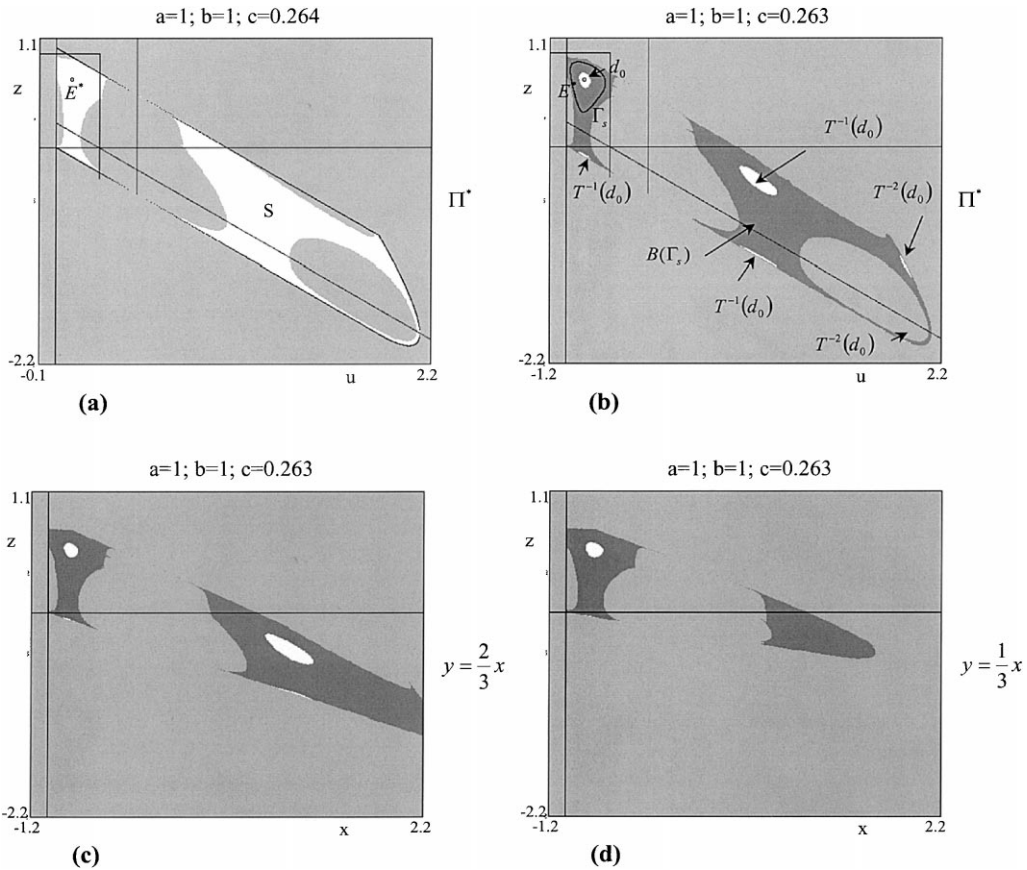 a=1; b=1; c=0.264
1.1
z
E*
S
Π*
-2.2
-0.1
u
2.2
(a)
a=1; b=1; c=0.263
1.1
z
E*
d₀
Γₛ
T⁻¹(d₀)
T⁻¹(d₀)
T⁻²(d₀)
Π*
B(Γₛ)
T⁻¹(d₀)
T⁻²(d₀)
-2.2
-1.2
u
2.2
(b)
a=1; b=1; c=0.263
1.1
z
y = 2/3 x
-2.2
-1.2
x
2.2
(c)
a=1; b=1; c=0.263
1.1
z
y = 1/3 x
-2.2
-1.2
x
2.2
(d)